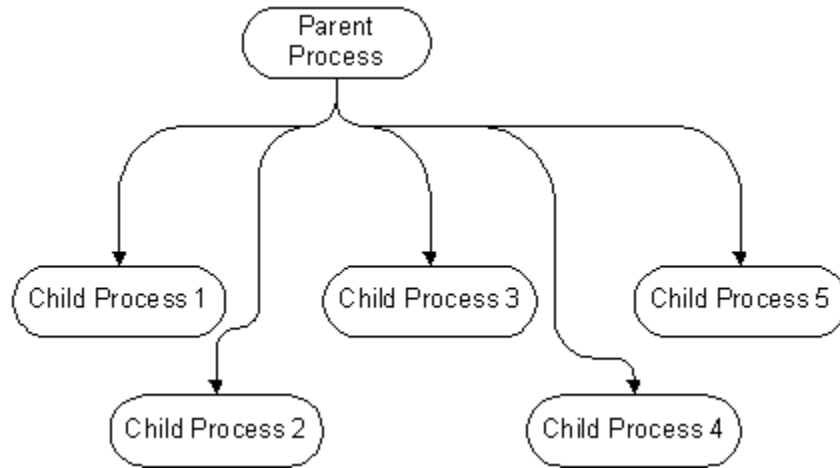 Parent
Process
Child Process 1
Child Process 3
Child Process 5
Child Process 2
Child Process 4